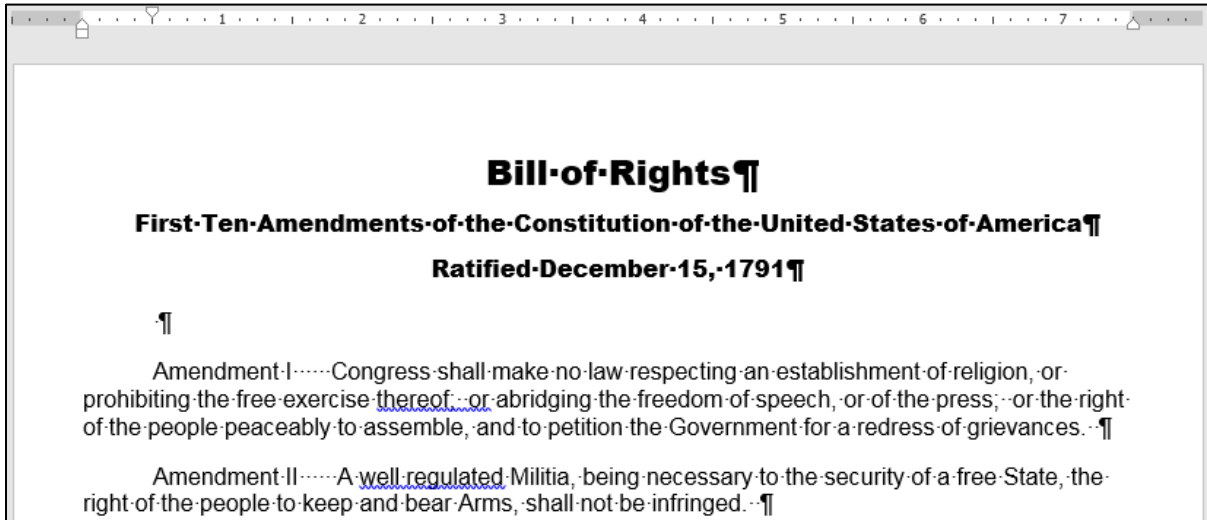 1 2 3 4 5 6 7
Bill·of·Rights¶
First·Ten·Amendments·of·the·Constitution·of·the·United·States·of·America¶
Ratified·December·15,·1791¶
·¶
Amendment·I······Congress·shall·make·no·law·respecting·an·establishment·of·religion,·or·
prohibiting·the·free·exercise·thereof;··or·abridging·the·freedom·of·speech,·or·of·the·press;··or·the·right·
of·the·people·peaceably·to·assemble,·and·to·petition·the·Government·for·a·redress·of·grievances.··¶
Amendment·II·····A·well·regulated·Militia,·being·necessary·to·the·security·of·a·free·State,·the·
right·of·the·people·to·keep·and·bear·Arms,·shall·not·be·infringed.··¶